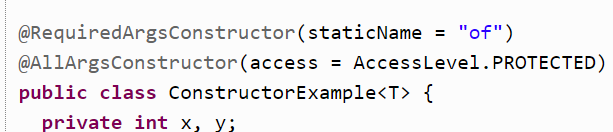 @RequiredArgsConstructor(staticName = "of")
@AllArgsConstructor(access = AccessLevel.PROTECTED)
public class ConstructorExample<T> {
  private int x, y;